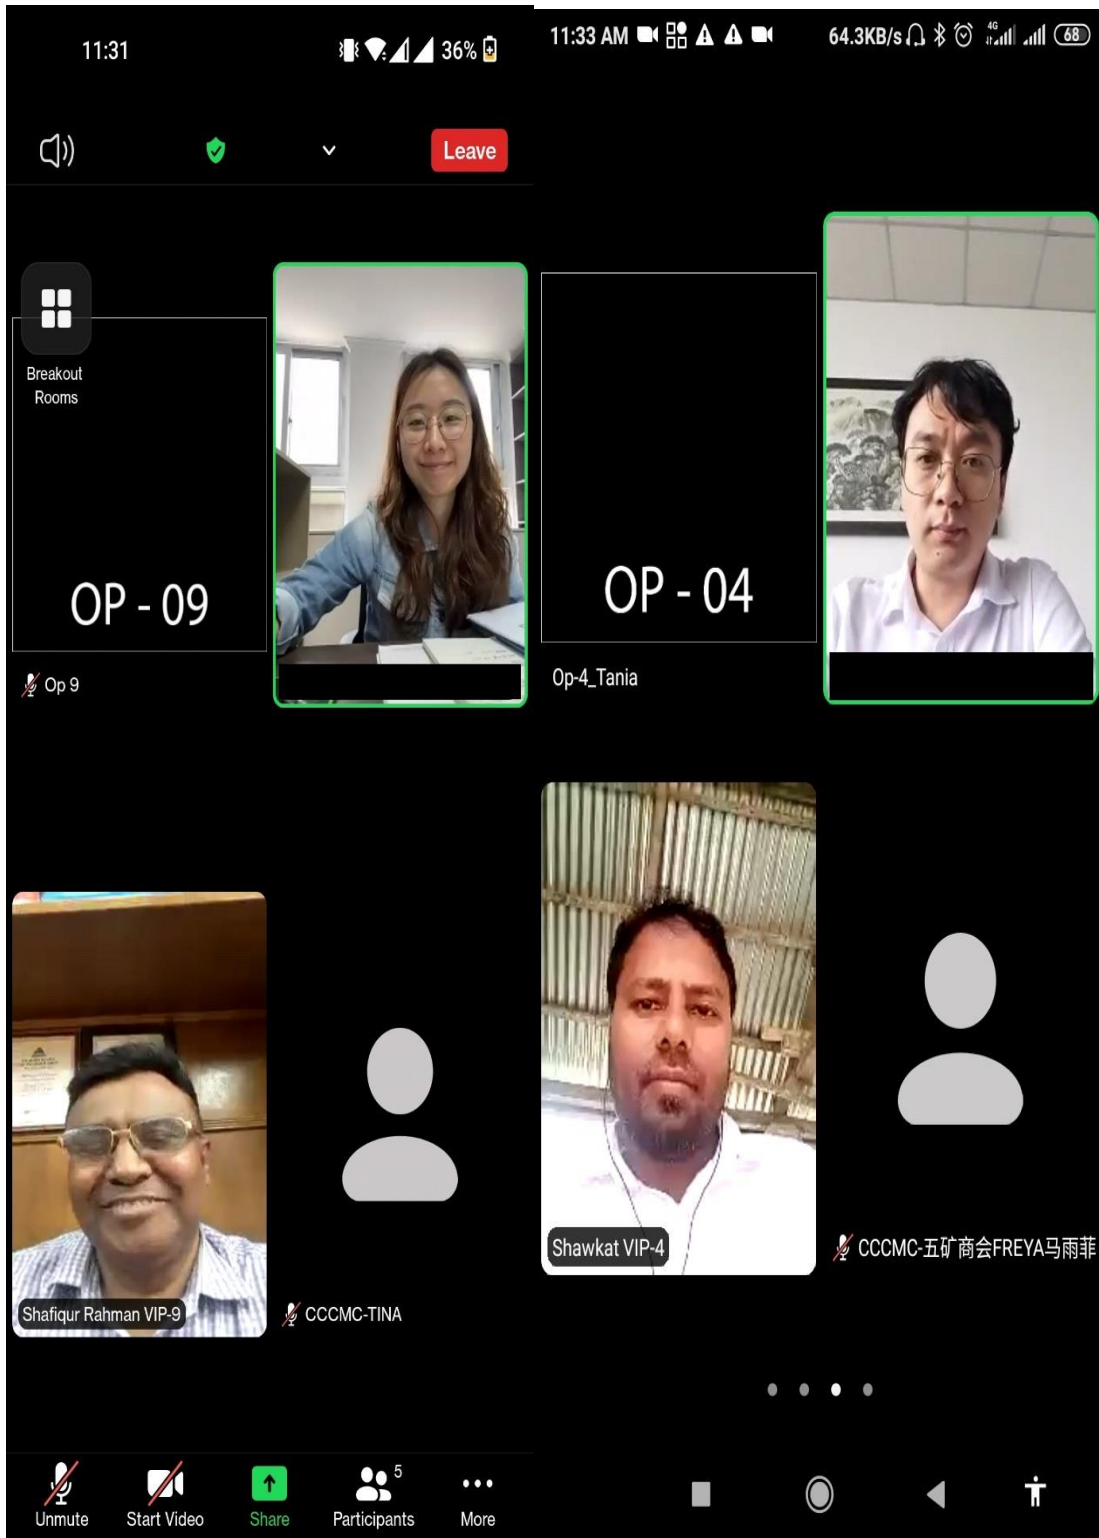 11:31
36%
Leave
Breakout
Rooms
OP - 09
Op 9
Shafiqur Rahman VIP-9
CCCMC-TINA
Unmute
Start Video
Share
5
Participants
More
11:33 AM
64.3KB/s
4G
68
OP - 04
Op-4_Tania
Shawkat VIP-4
CCCMC-五矿商会FREYA马雨菲